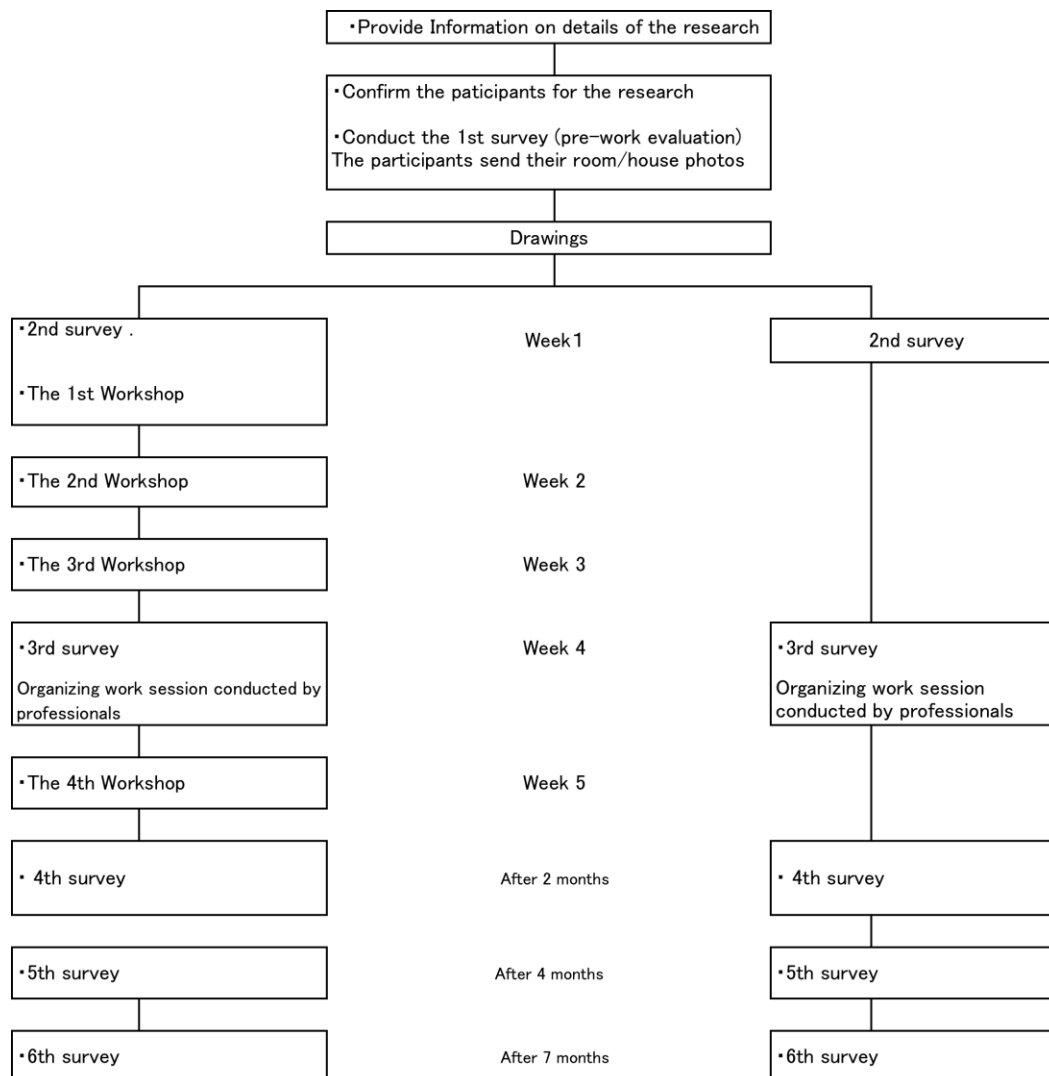 ・Provide Information on details of the research
・Confirm the paticipants for the research
・Conduct the 1st survey (pre-work evaluation)
The participants send their room/house photos
Drawings
・2nd survey .
Week1
2nd survey
・The 1st Workshop
・The 2nd Workshop
Week 2
・The 3rd Workshop
Week 3
・3rd survey
Organizing work session conducted by
professionals
Week 4
・3rd survey
Organizing work session
conducted by professionals
・The 4th Workshop
Week 5
・ 4th survey
After 2 months
・ 4th survey
・5th survey
After 4 months
・5th survey
・6th survey
After 7 months
・6th survey